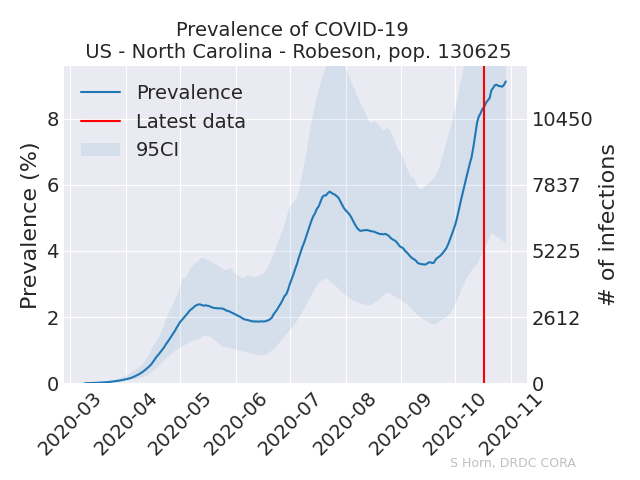 Prevalence of COVID-19
US - North Carolina - Robeson, pop. 130625
Prevalence
Latest data
95CI
Prevalence (%)
8
6
4
2
0
10450
7837
5225
2612
0
# of infections
2020-03
2020-04
2020-05
2020-06
2020-07
2020-08
2020-09
2020-10
2020-11
S Horn, DRDC CORA